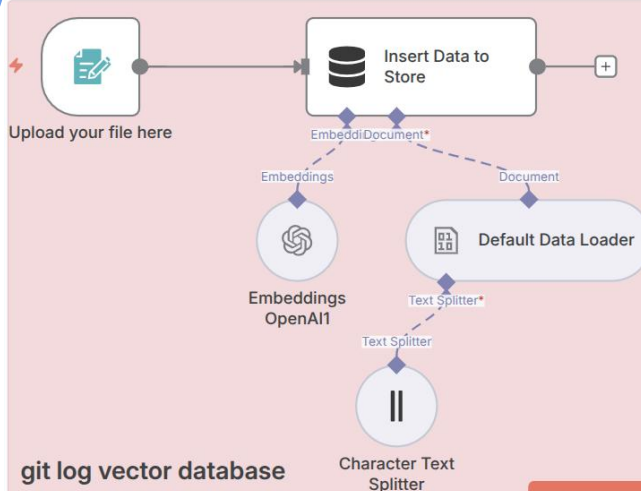 Insert Data to
Store
Upload your file here
Embeddi
Document*
Embeddings
Document
Default Data Loader
Embeddings
OpenAI1
Text Splitter*
Text Splitter
Character Text
Splitter
git log vector database